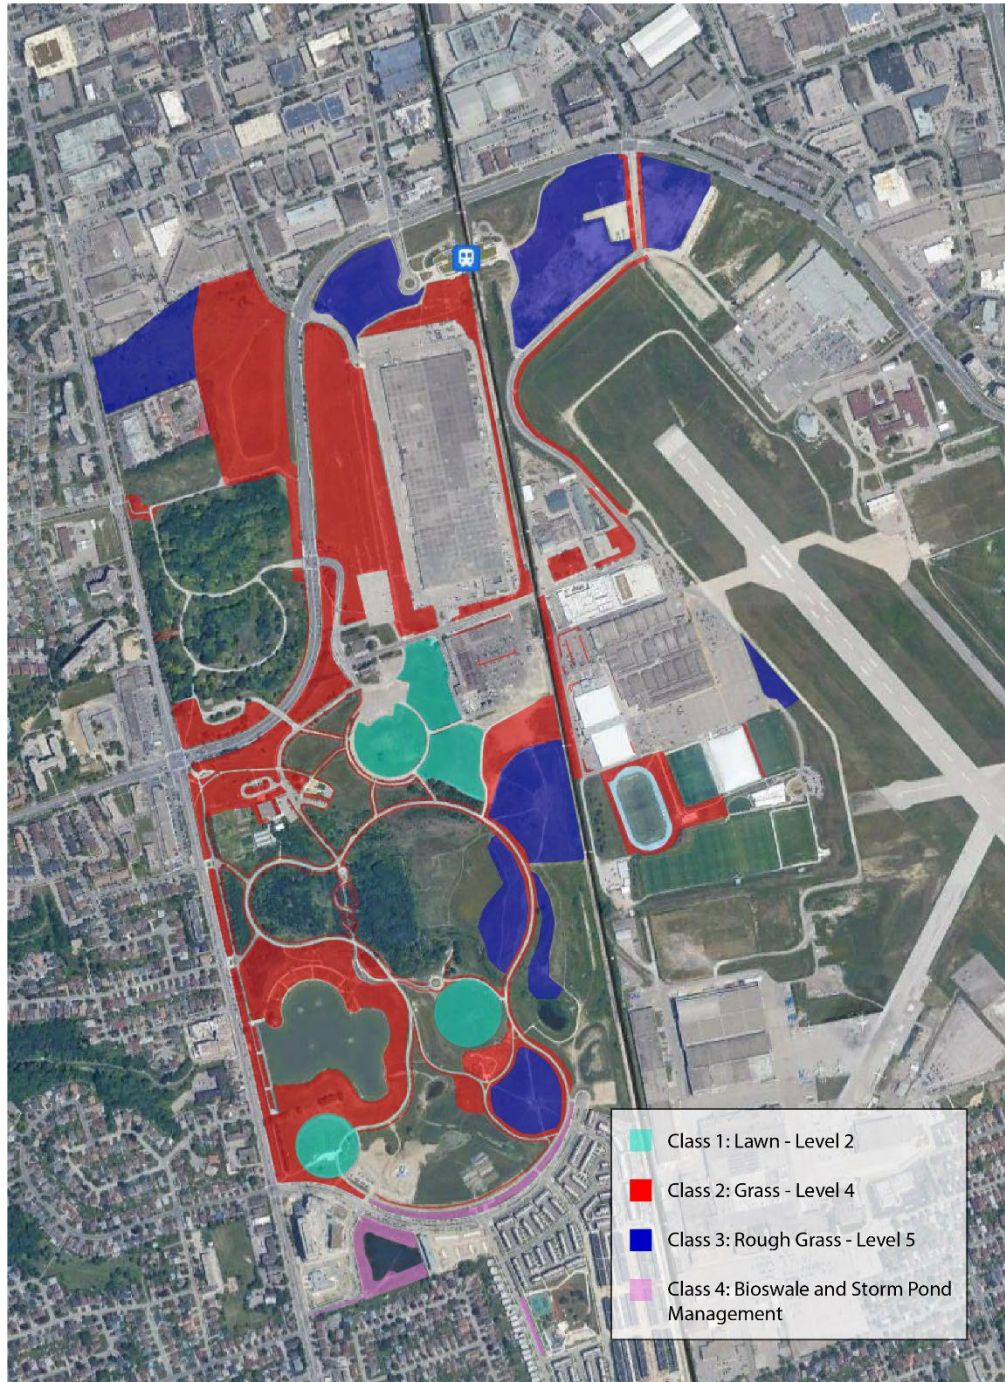 Class 1: Lawn - Level 2
Class 2: Grass - Level 4
Class 3: Rough Grass - Level 5
Class 4: Bioswale and Storm Pond
Management